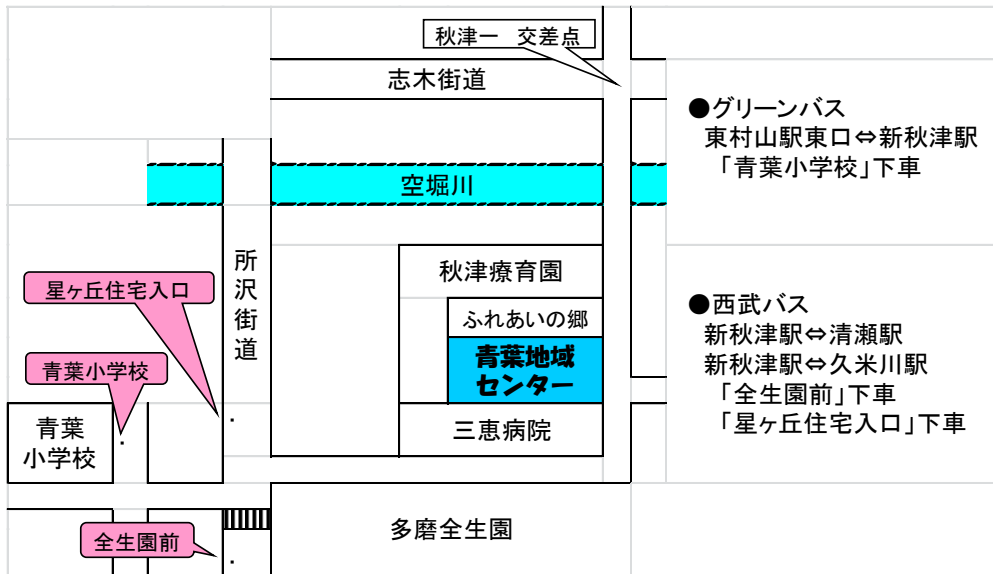 秋津一　交差点
志木街道
●グリーンバス
東村山駅東口⇔新秋津駅
「青葉小学校」下車
空堀川
所沢街道
秋津療育園
星ヶ丘住宅入口
ふれあいの郷
青葉地域
センター
●西武バス
新秋津駅⇔清瀬駅
新秋津駅⇔久米川駅
「全生園前」下車
「星ヶ丘住宅入口」下車
青葉小学校
青葉
小学校
三恵病院
全生園前
多磨全生園